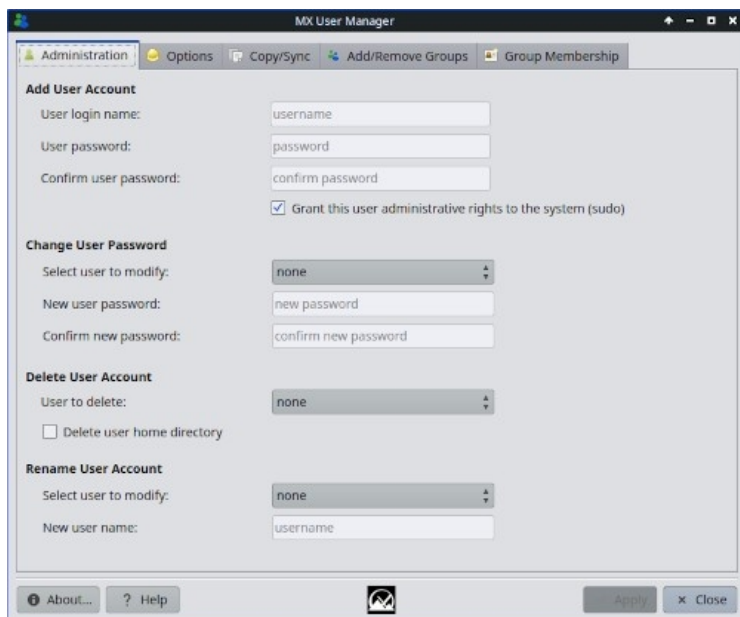 MX User Manager
Administration Options Copy/Sync Add/Remove Groups Group Membership
Add User Account
User login name: username
User password: password
Confirm user password: confirm password
Grant this user administrative rights to the system (sudo)
Change User Password
Select user to modify: none
New user password: new password
Confirm new password: confirm new password
Delete User Account
User to delete: none
Delete user home directory
Rename User Account
Select user to modify: none
New user name: username
About... ? Help Apply Close